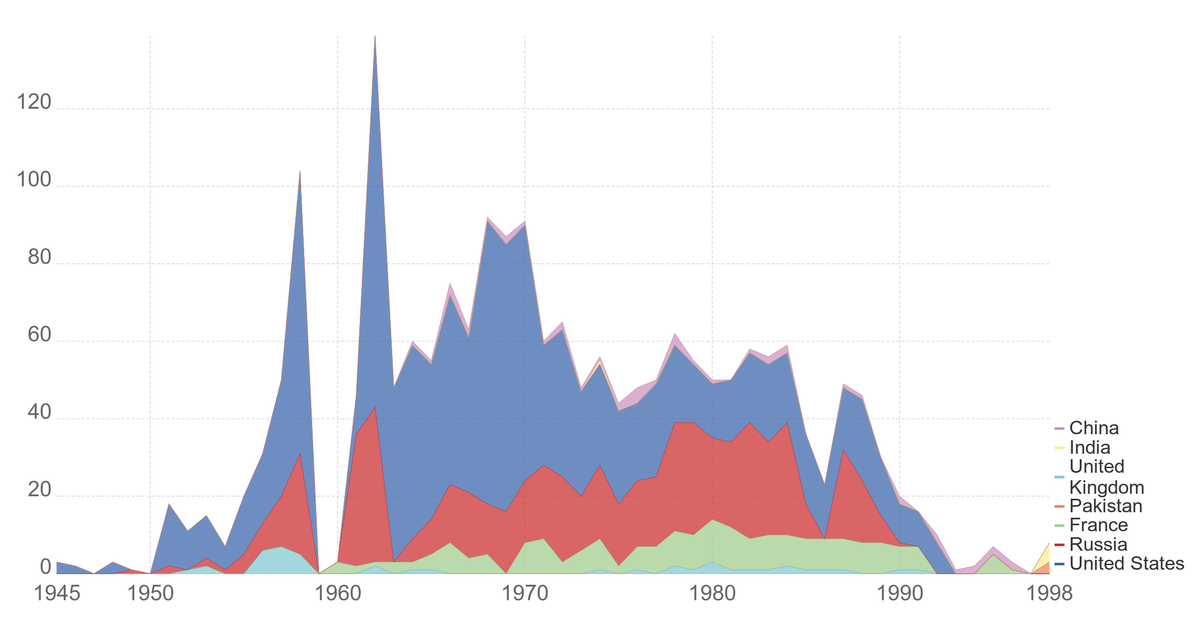 120
100
80
60
40
20
0
1945 1950 1960 1970 1980 1990 1998
China
India
United
Kingdom
Pakistan
France
Russia
United States